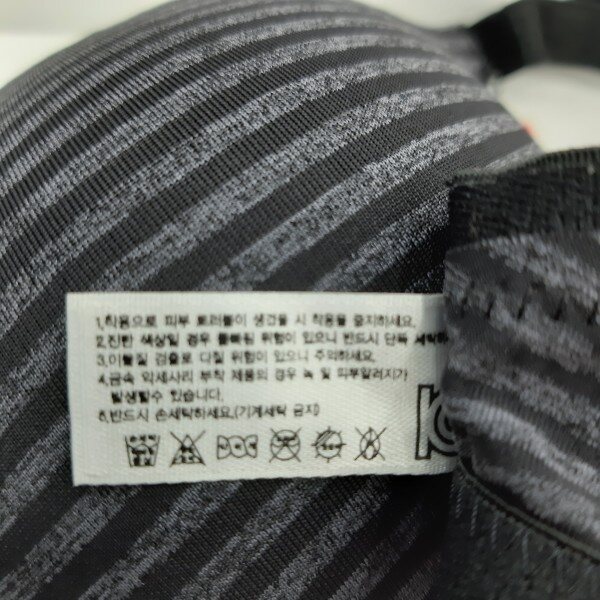 1.착용으로 피부 트러블이 생겼을 시 착용을 중지하세요.
2.진한 색상일 경우 물빠짐 위험이 있으니 반드시 단독 세탁하
3.이물질 검출로 다칠 위험이 있으니 주의하세요.
4.금속 악세사리 부착 제품의 경우 녹 및 피부알러지가
발생할수 있습니다.
5.반드시 손세탁하세요.(기계세탁 금지)